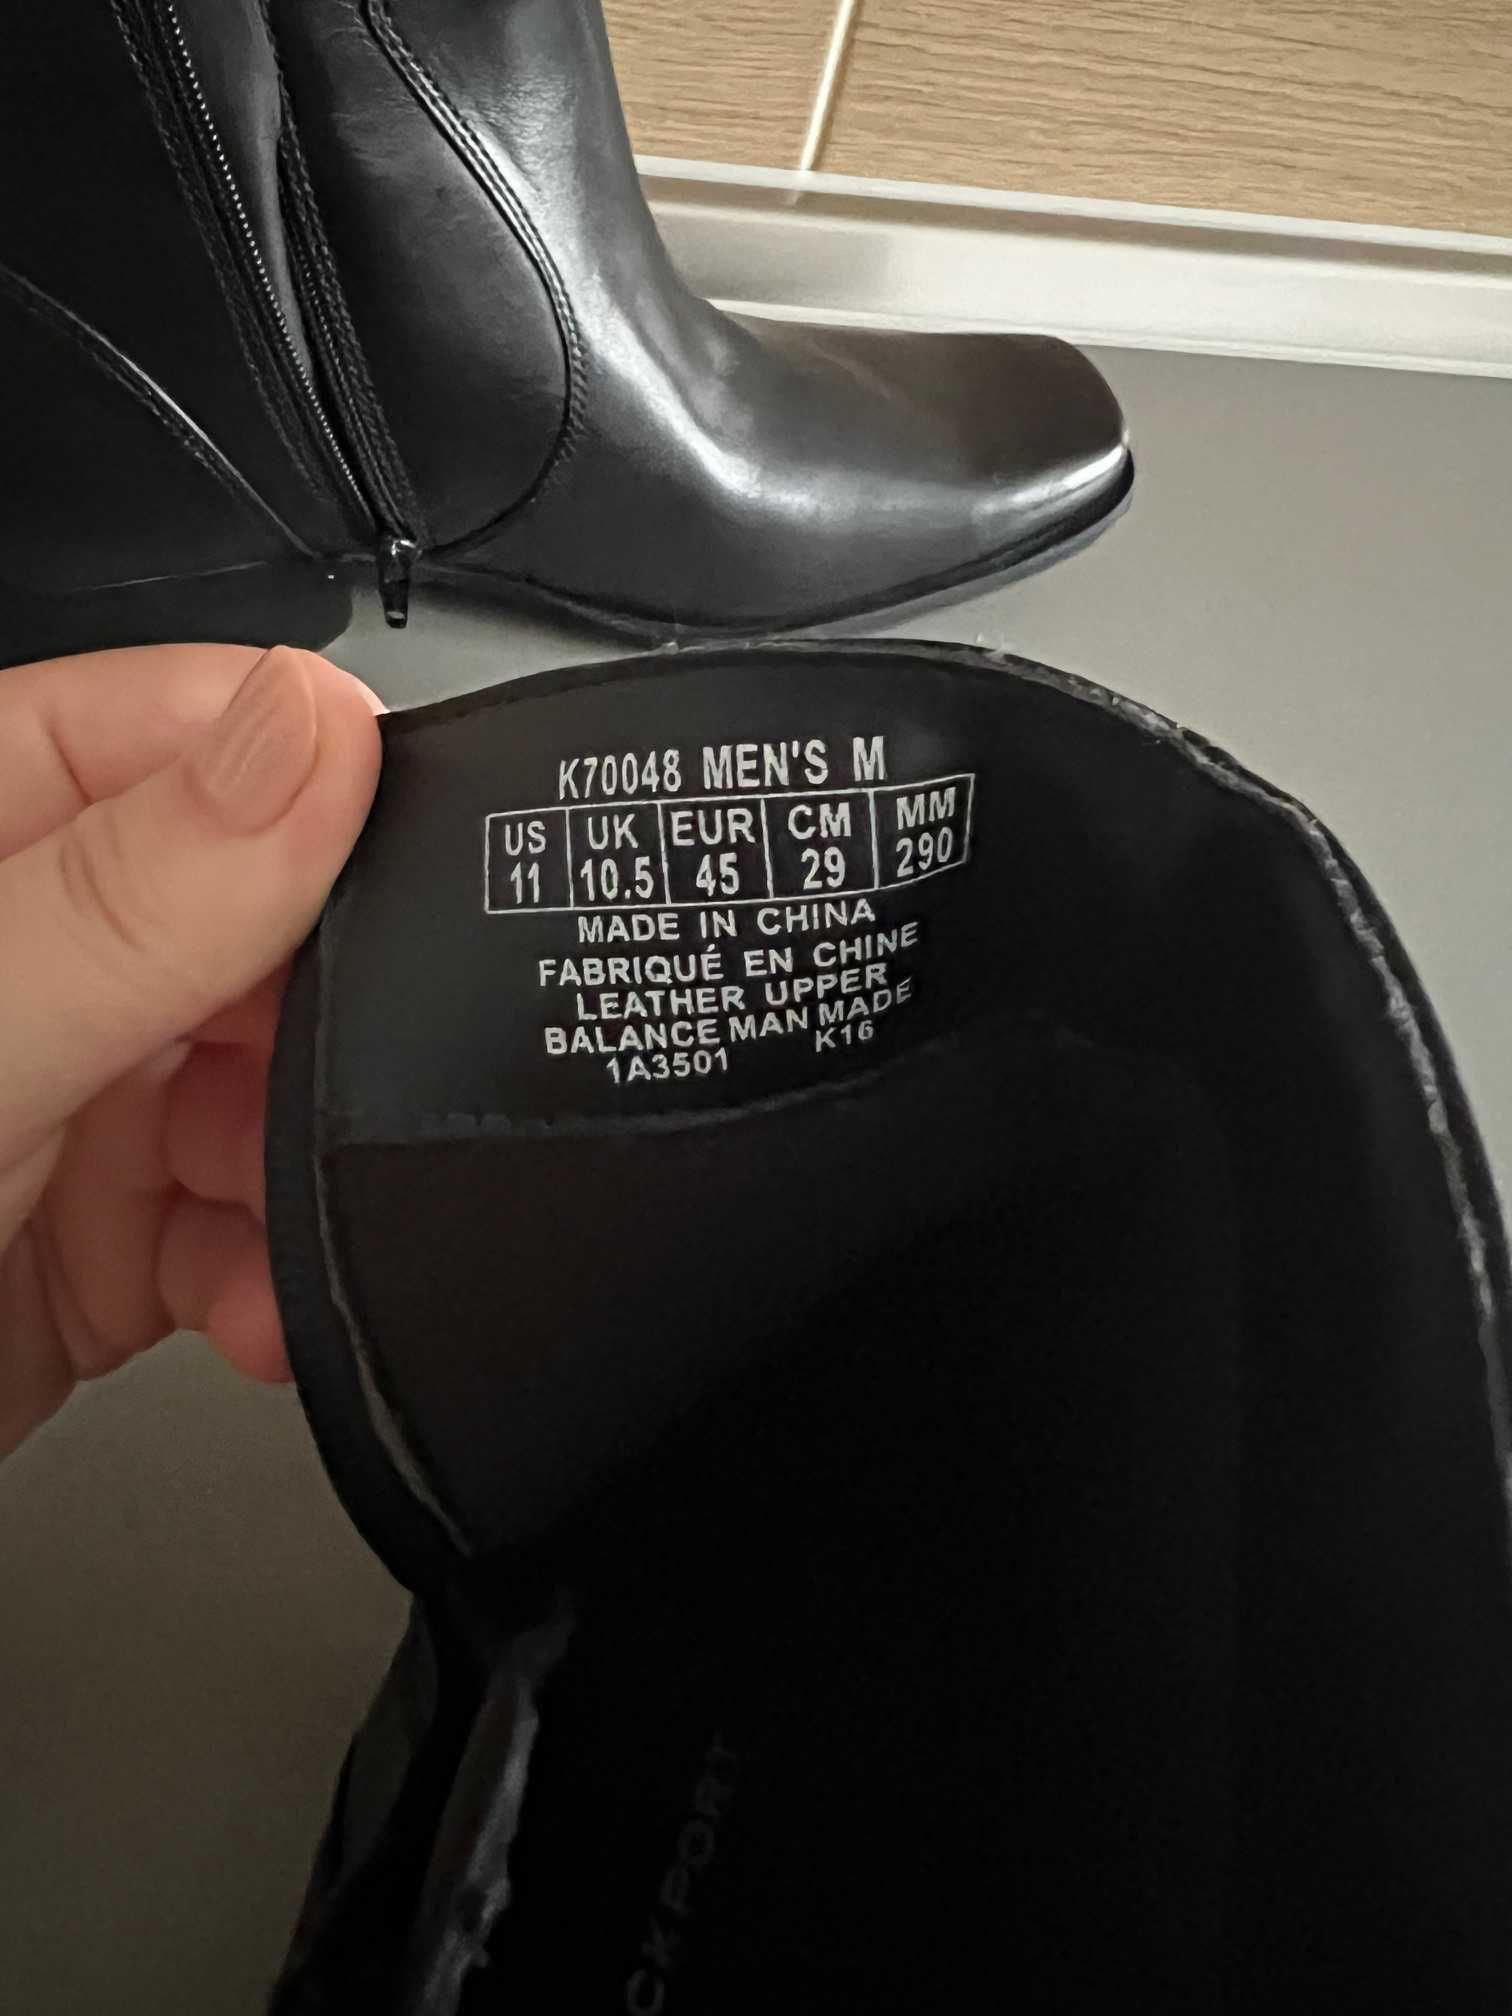 K70048 MEN'S M
US UK EUR CM MM
11 10.5 45 29 290
MADE IN CHINA
FABRIQUÉ EN CHINE
LEATHER UPPER
BALANCE MAN MADE
1A3501 K16
CKPORT